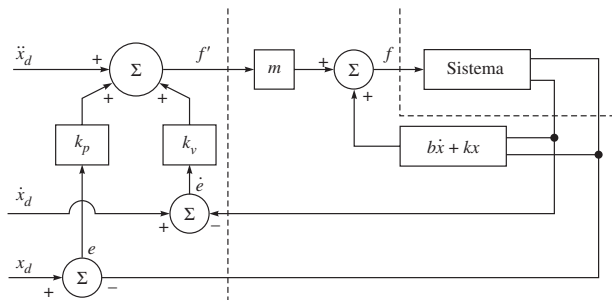 ẍ_d
+
Σ
+
+
f′
m
+
Σ
+
f
Sistema
k_p
k_v
bẋ + kx
ẋ_d
ė
+
Σ
−
x_d
e
+
Σ
−